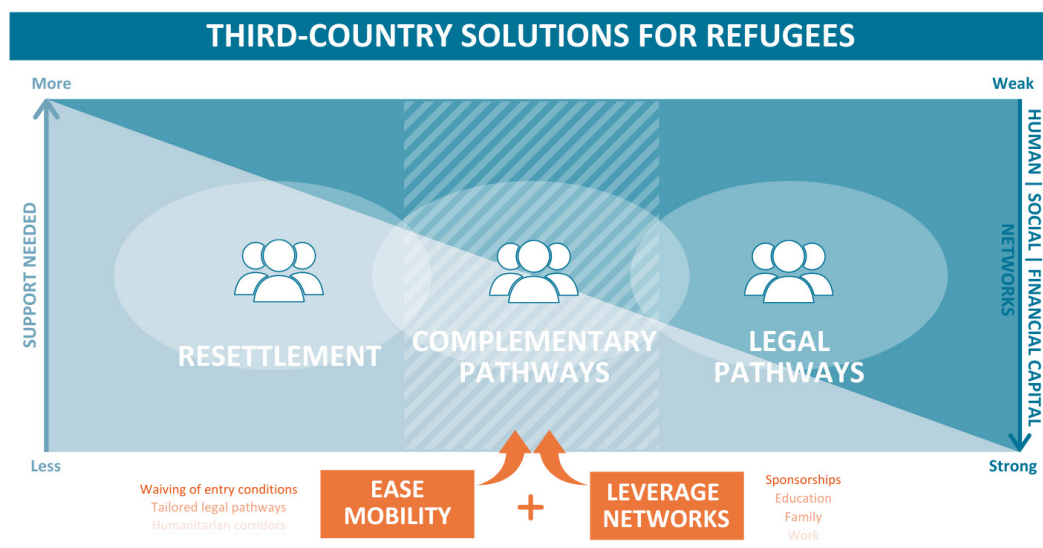 THIRD-COUNTRY SOLUTIONS FOR REFUGEES
More
Weak
SUPPORT NEEDED
NETWORKS
HUMAN | SOCIAL | FINANCIAL CAPITAL
RESETTLEMENT
COMPLEMENTARY
PATHWAYS
LEGAL
PATHWAYS
Less
Strong
Waiving of entry conditions
Tailored legal pathways
Humanitarian corridors
EASE
MOBILITY
+
LEVERAGE
NETWORKS
Sponsorships
Education
Family
Work